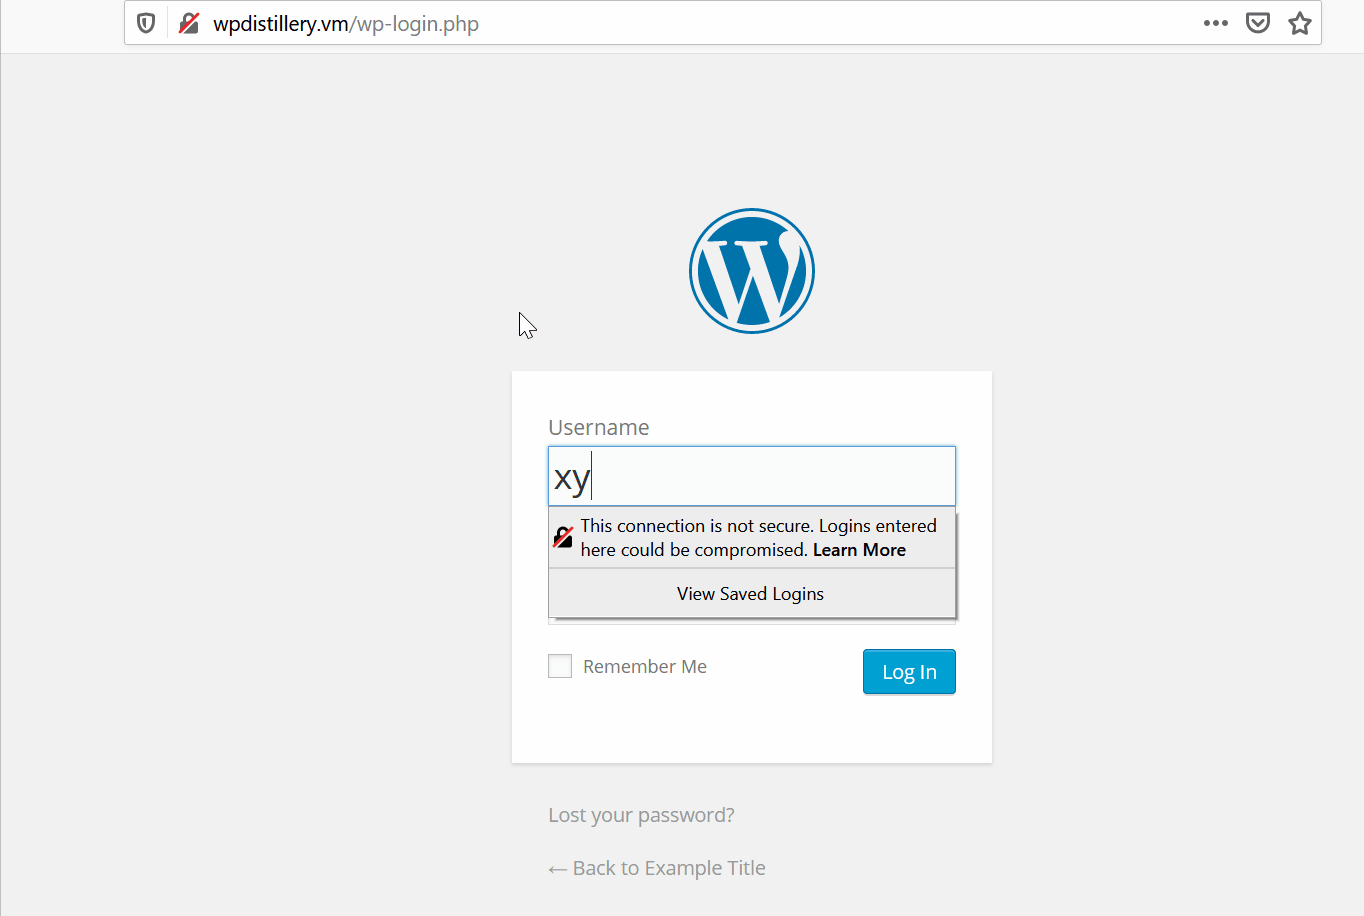 wpdistillery.vm/wp-login.php
Username
xy
This connection is not secure. Logins entered
here could be compromised. Learn More
View Saved Logins
Remember Me
Log In
Lost your password?
← Back to Example Title